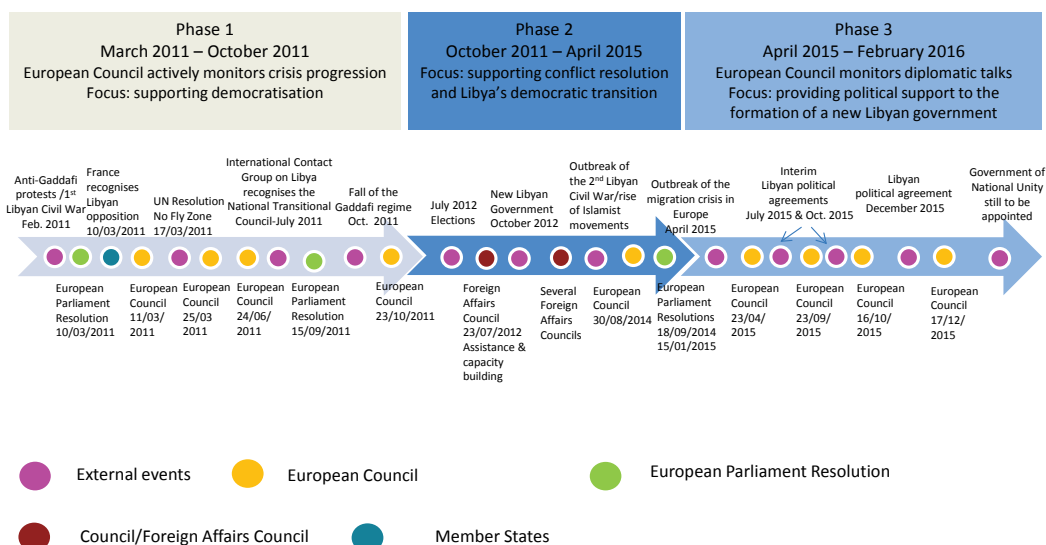 Phase 1
March 2011 – October 2011
European Council actively monitors crisis progression
Focus: supporting democratisation
Phase 2
October 2011 – April 2015
Focus: supporting conflict resolution
and Libya's democratic transition
Phase 3
April 2015 – February 2016
European Council monitors diplomatic talks
Focus: providing political support to the
formation of a new Libyan government
Anti-Gaddafi
protests /1st
Libyan Civil War
Feb. 2011
France
recognises
Libyan
opposition
10/03/2011
UN Resolution
No Fly Zone
17/03/2011
International Contact
Group on Libya
recognises the
National Transitional
Council-July 2011
Fall of the
Gaddafi regime
Oct. 2011
July 2012
Elections
New Libyan
Government
October 2012
Outbreak of
the 2nd Libyan
Civil War/rise
of Islamist
movements
Outbreak of the
migration crisis in
Europe
April 2015
Interim
Libyan political
agreements
July 2015 & Oct. 2015
Libyan
political agreement
December 2015
Government of
National Unity
still to be
appointed
European
Parliament
Resolution
10/03/2011
European
Council
11/03/
2011
European
Council
25/03
2011
European
Council
24/06/
2011
European
Parliament
Resolution
15/09/2011
European
Council
23/10/2011
Foreign
Affairs
Council
23/07/2012
Assistance &
capacity
building
Several
Foreign
Affairs
Councils
European
Council
30/08/2014
European
Parliament
Resolutions
18/09/2014
15/01/2015
European
Council
23/04/
2015
European
Council
23/09/
2015
European
Council
16/10/
2015
European
Council
17/12/
2015
External events
European Council
European Parliament Resolution
Council/Foreign Affairs Council
Member States